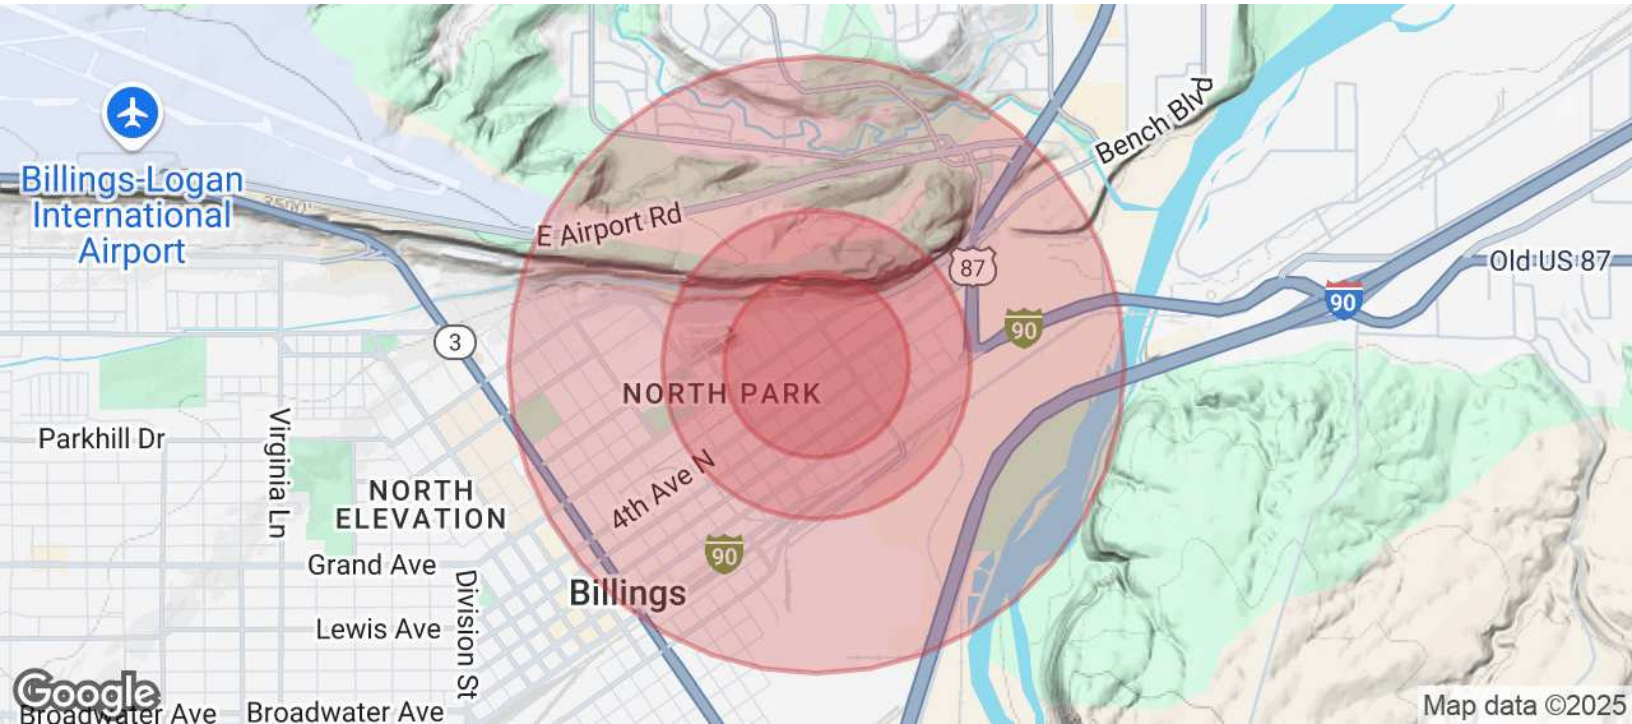 Billings-Logan
International
Airport
E Airport Rd
Bench Blvd
87
Old US 87
90
90
3
NORTH PARK
Parkhill Dr
Virginia Ln
NORTH
ELEVATION
4th Ave N
90
Grand Ave
Division St
Billings
Lewis Ave
Google
Broadwater Ave
Broadwater Ave
Map data ©2025